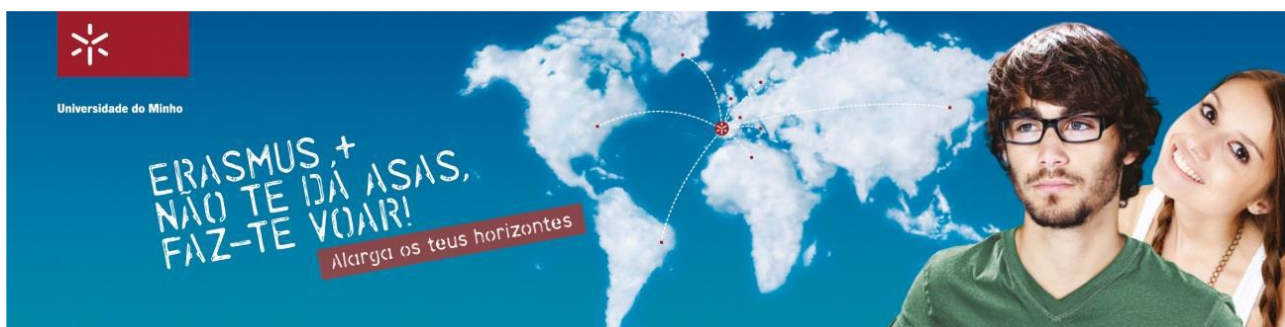 Universidade do Minho
ERASMUS +
NÃO TE DÁ ASAS,
FAZ-TE VOAR!
Alarga os teus horizontes